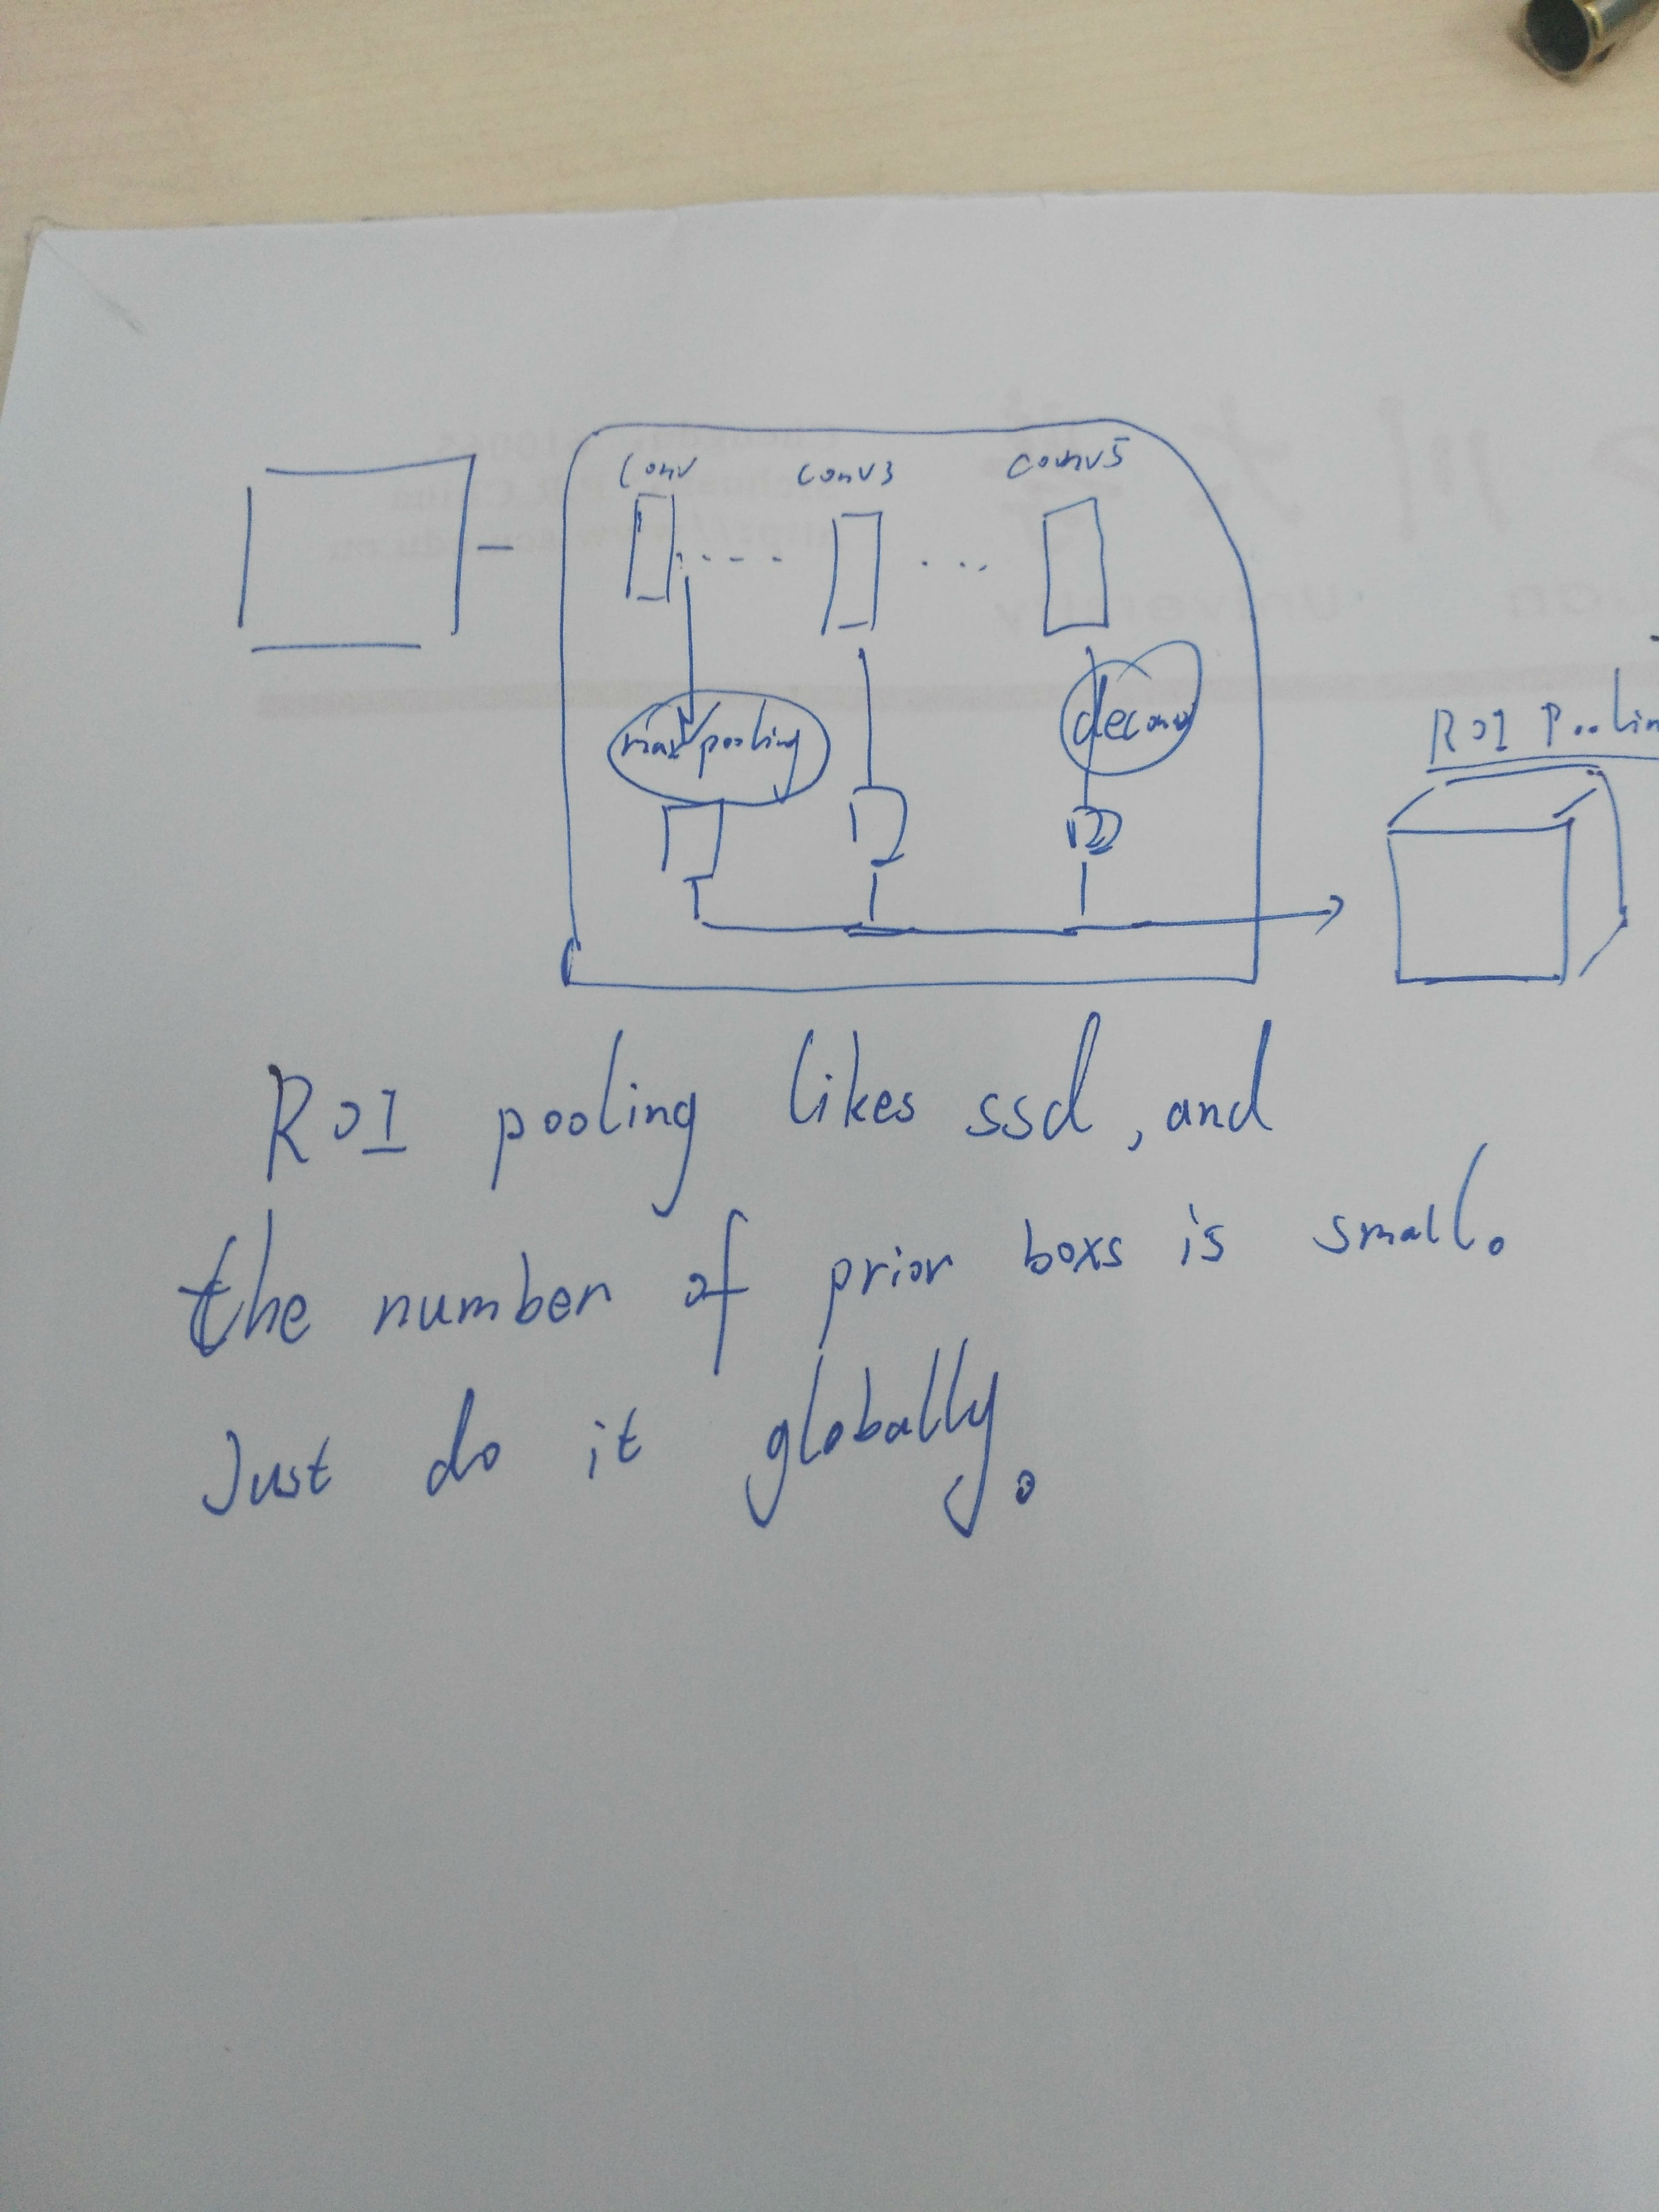 conv conv3 conv5
max pooling deconv
ROI Poolin
ROI pooling likes ssd, and
the number of prior boxs is small.
Just do it globally.